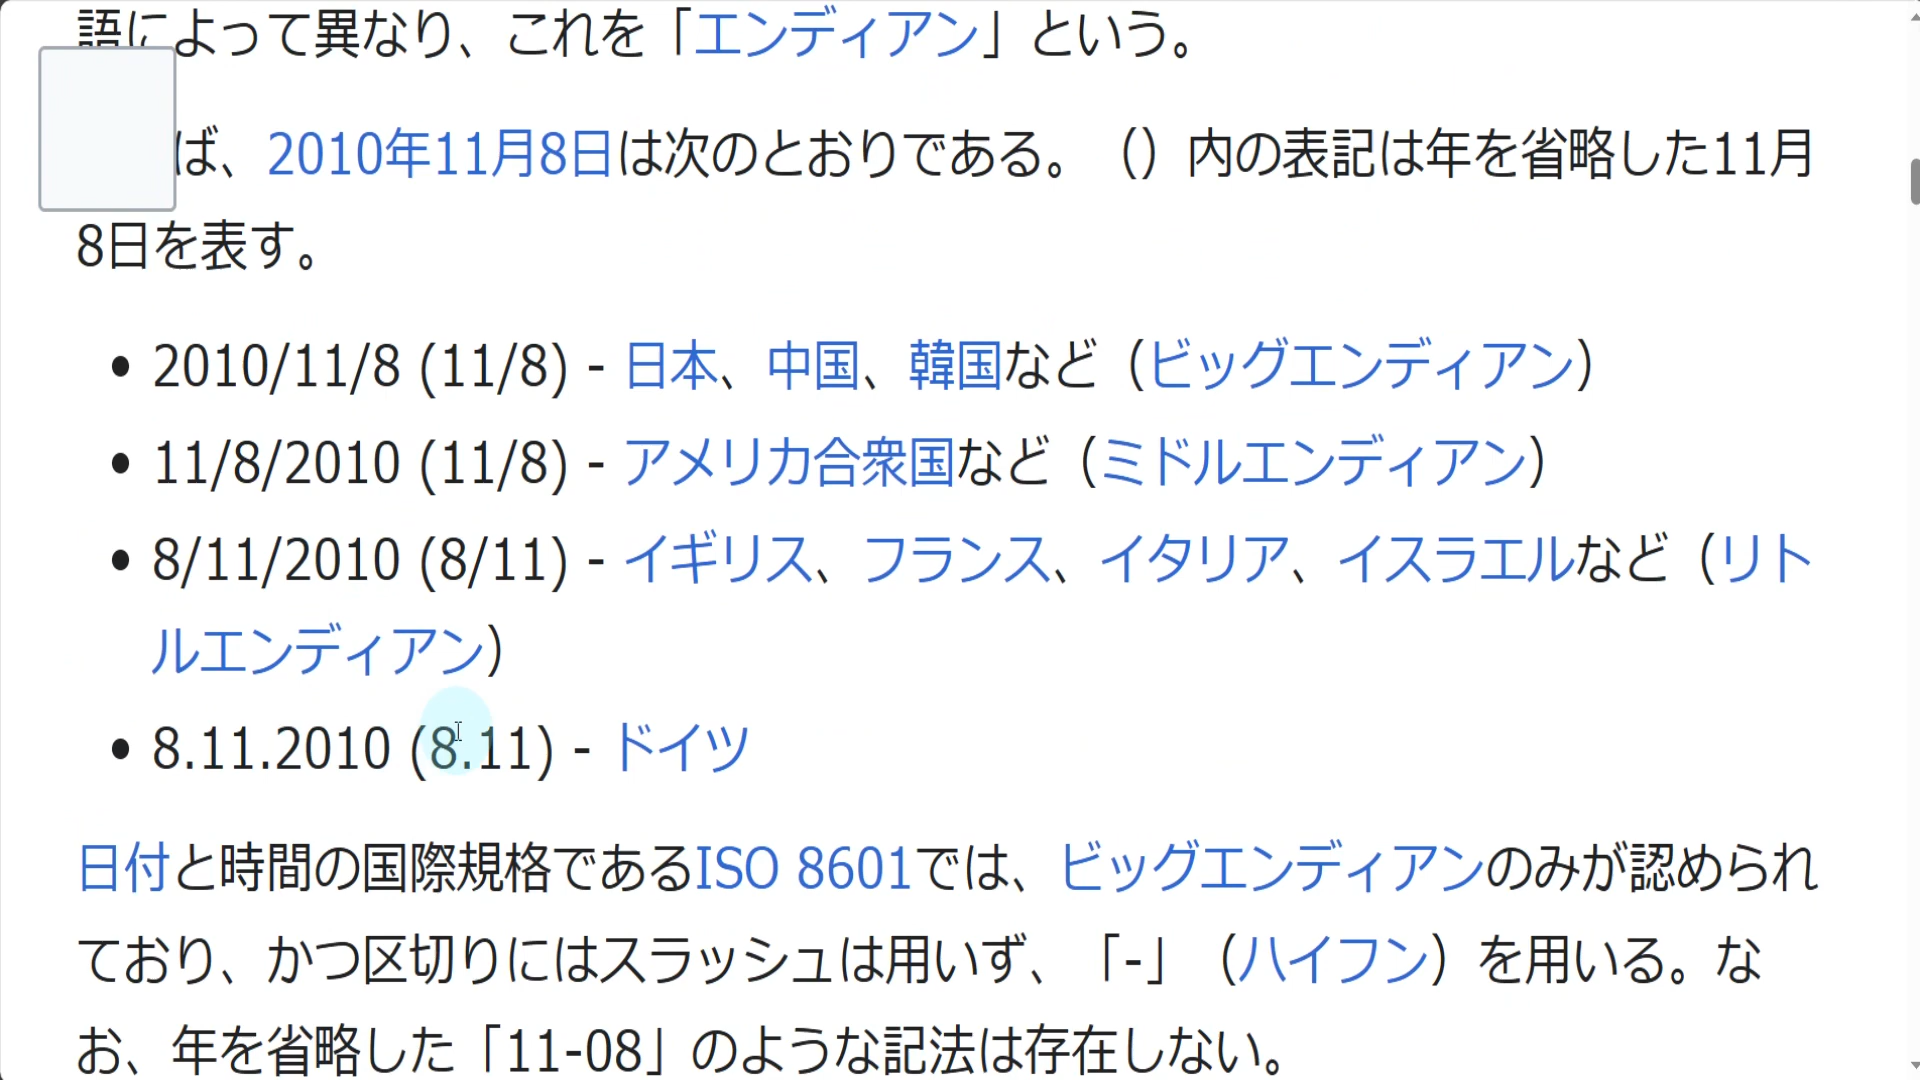 語によって異なり、これを「エンディアン」という。
ば、2010年11月8日は次のとおりである。（）内の表記は年を省略した11月
8日を表す。
• 2010/11/8 (11/8) - 日本、中国、韓国など（ビッグエンディアン）
• 11/8/2010 (11/8) - アメリカ合衆国など（ミドルエンディアン）
• 8/11/2010 (8/11) - イギリス、フランス、イタリア、イスラエルなど（リト
ルエンディアン）
• 8.11.2010 (8.11) - ドイツ
日付と時間の国際規格であるISO 8601では、ビッグエンディアンのみが認められ
ており、かつ区切りにはスラッシュは用いず、「-」（ハイフン）を用いる。な
お、年を省略した「11-08」のような記法は存在しない。